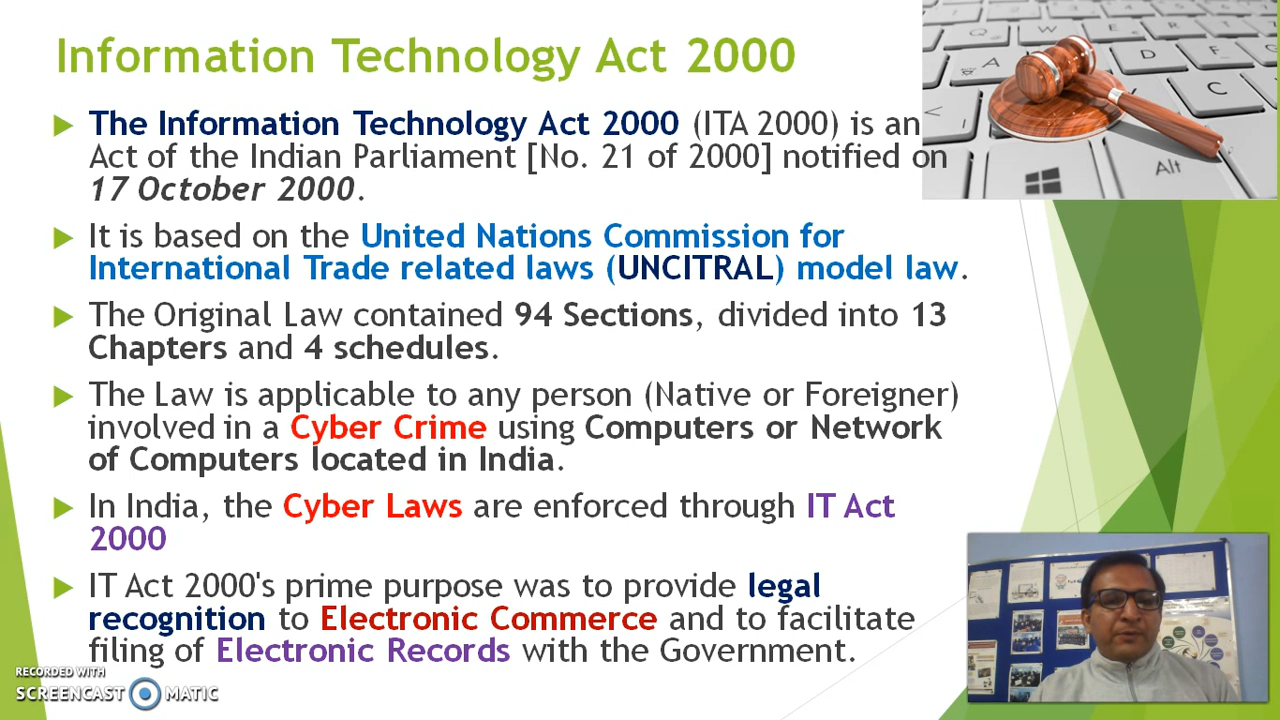 Information Technology Act 2000
The Information Technology Act 2000 (ITA 2000) is an
Act of the Indian Parliament [No. 21 of 2000] notified on
17 October 2000.
It is based on the United Nations Commission for
International Trade related laws (UNCITRAL) model law.
The Original Law contained 94 Sections, divided into 13
Chapters and 4 schedules.
The Law is applicable to any person (Native or Foreigner)
involved in a Cyber Crime using Computers or Network
of Computers located in India.
In India, the Cyber Laws are enforced through IT Act
2000
IT Act 2000's prime purpose was to provide legal
recognition to Electronic Commerce and to facilitate
filing of Electronic Records with the Government.
RECORDED WITH
SCREENCAST MATIC
A
D
F
C
Alt